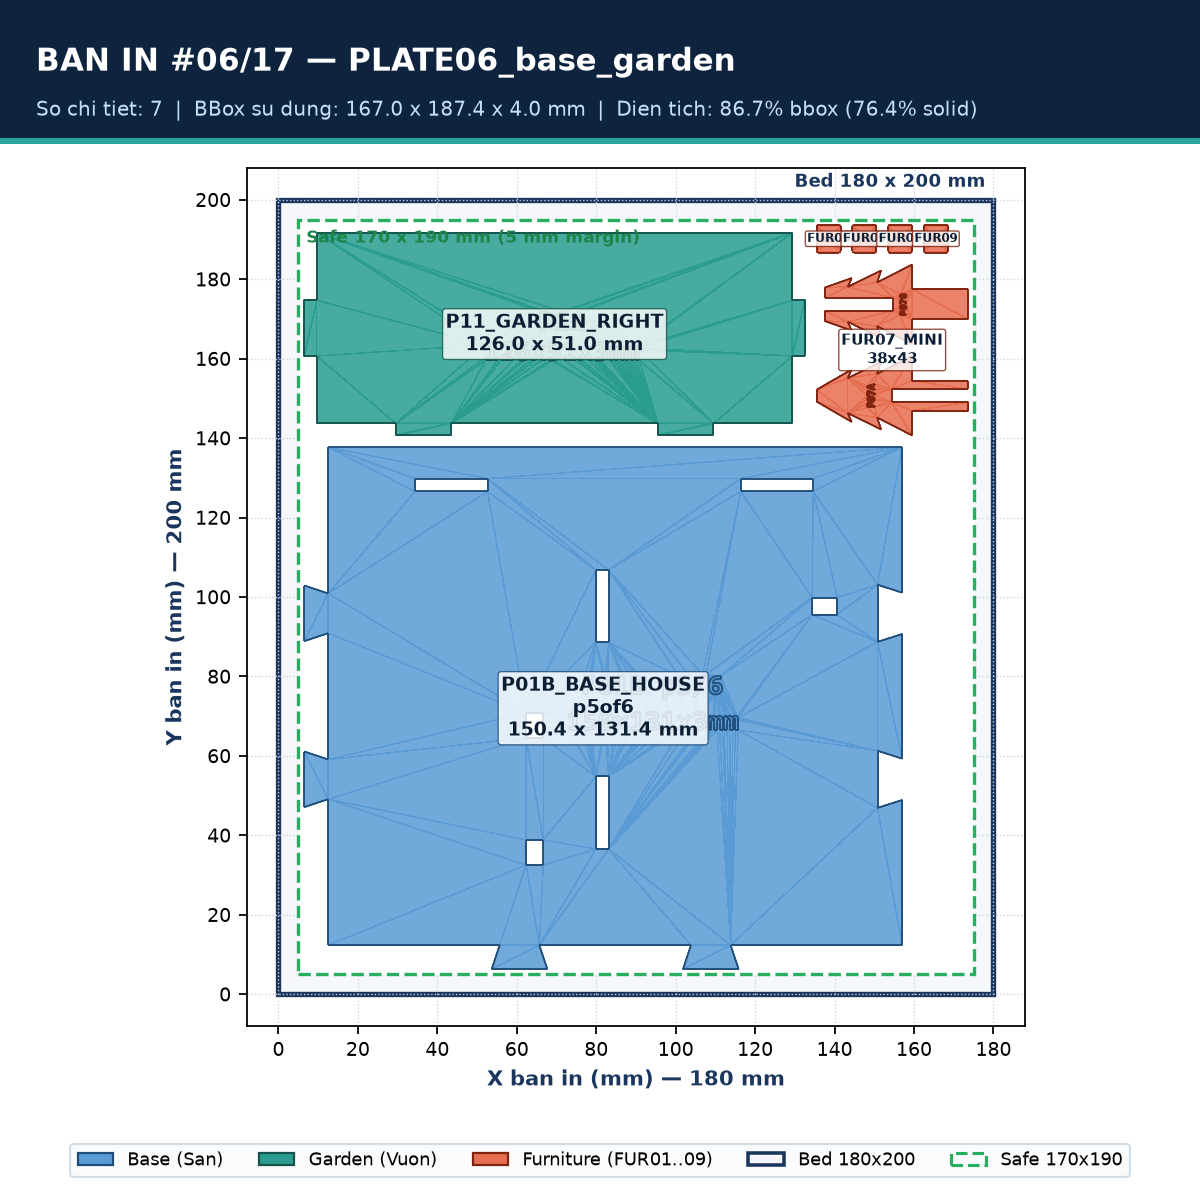 BAN IN #06/17 — PLATE06_base_garden
So chi tiet: 7 | BBox su dung: 167.0 x 187.4 x 4.0 mm | Dien tich: 86.7% bbox (76.4% solid)
Bed 180 x 200 mm
Safe 170 x 190 mm (5 mm margin)
FUR0 FUR0 FUR0 FUR09
P11_GARDEN_RIGHT
126.0 x 51.0 mm
FUR07_MINI
38x43
P01B_BASE_HOUSE
p5of6
150.4 x 131.4 mm
200
180
160
140
120
100
80
60
40
20
0
Y ban in (mm) — 200 mm
0 20 40 60 80 100 120 140 160 180
X ban in (mm) — 180 mm
Base (San)
Garden (Vuon)
Furniture (FUR01..09)
Bed 180x200
Safe 170x190